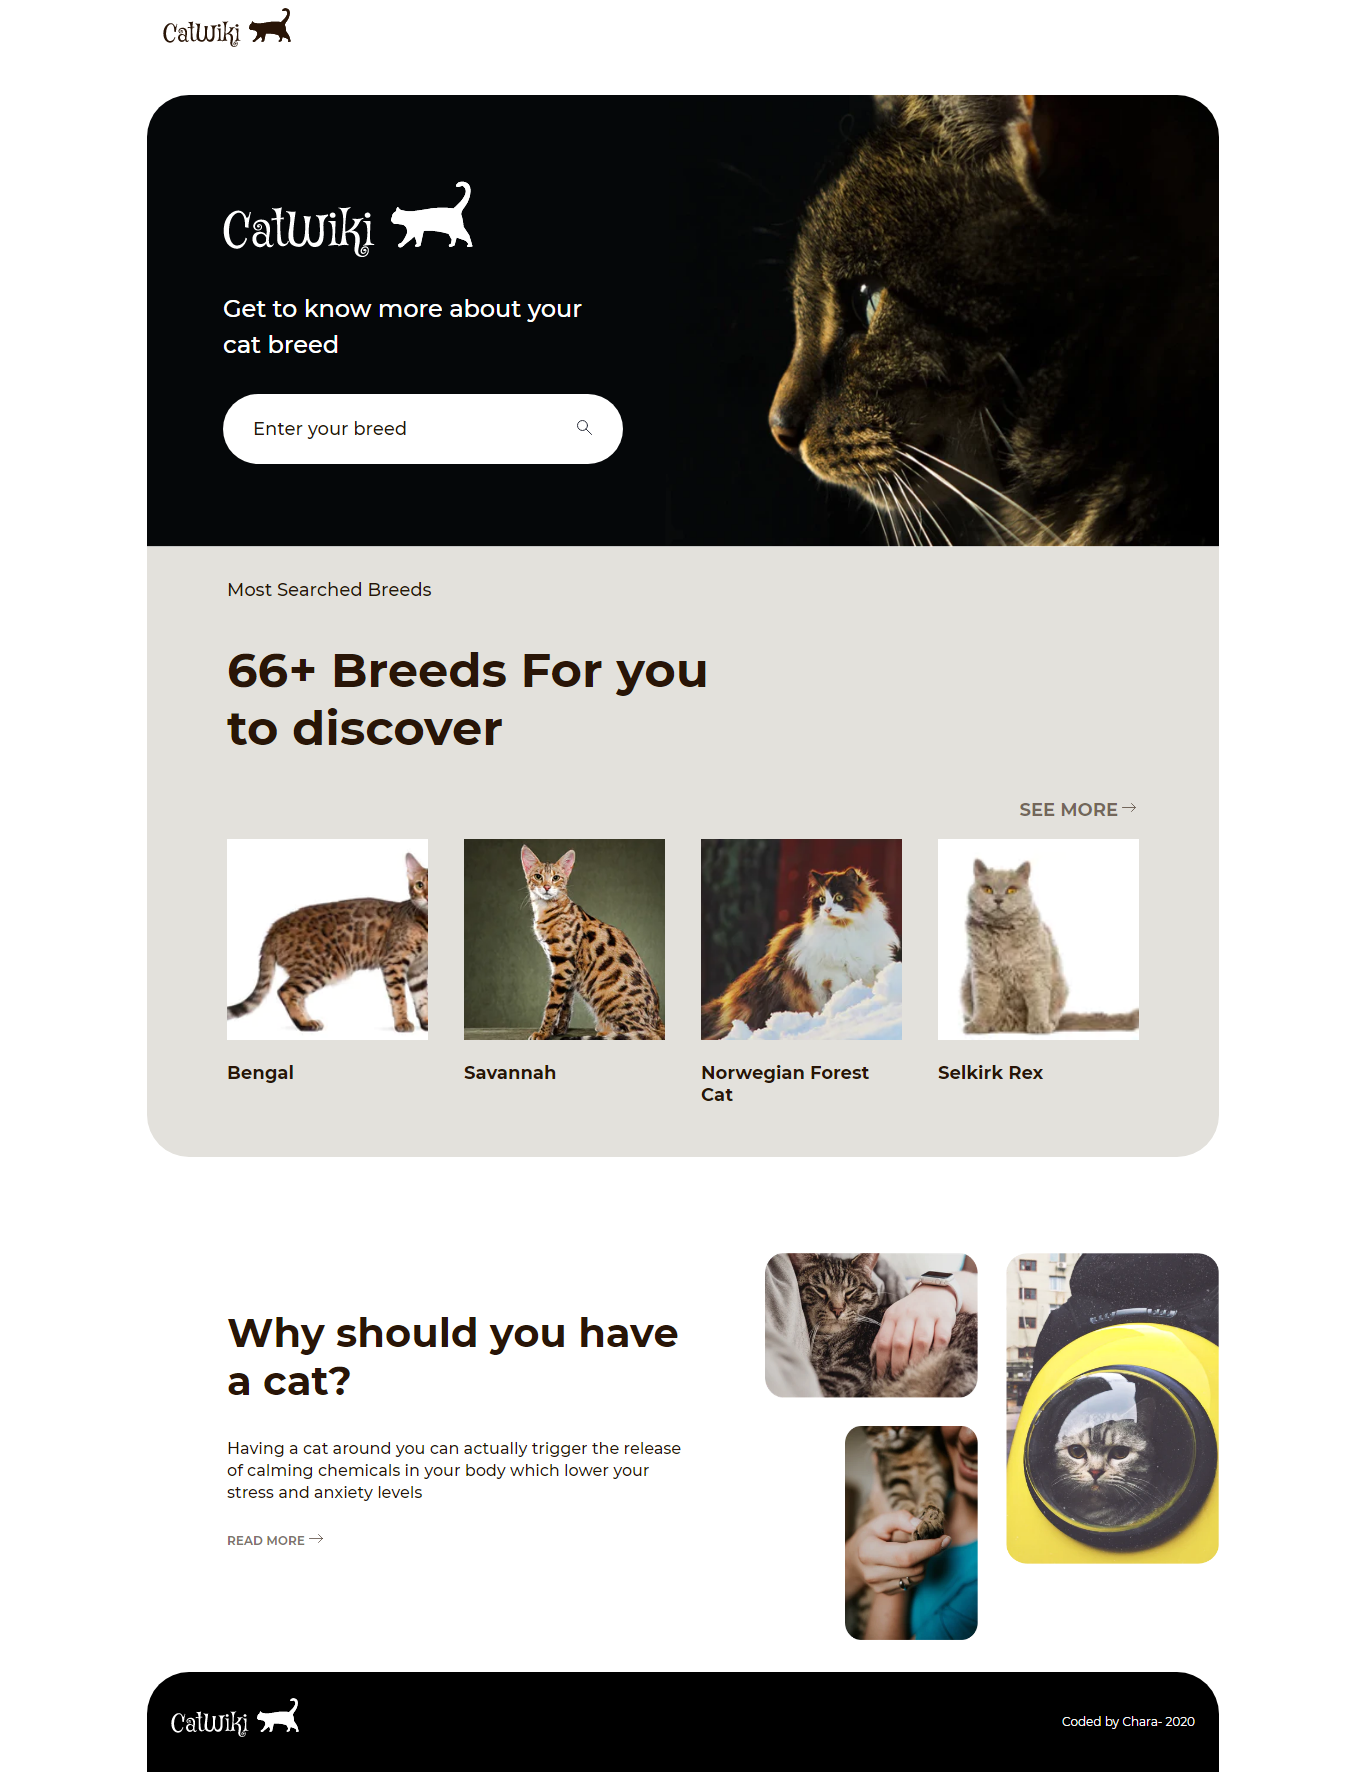 CatWiki
CatWiki
Get to know more about your
cat breed
Enter your breed
Most Searched Breeds
66+ Breeds For you
to discover
SEE MORE
Bengal
Savannah
Norwegian Forest
Cat
Selkirk Rex
Why should you have
a cat?
Having a cat around you can actually trigger the release
of calming chemicals in your body which lower your
stress and anxiety levels
READ MORE
CatWiki
Coded by Chara- 2020